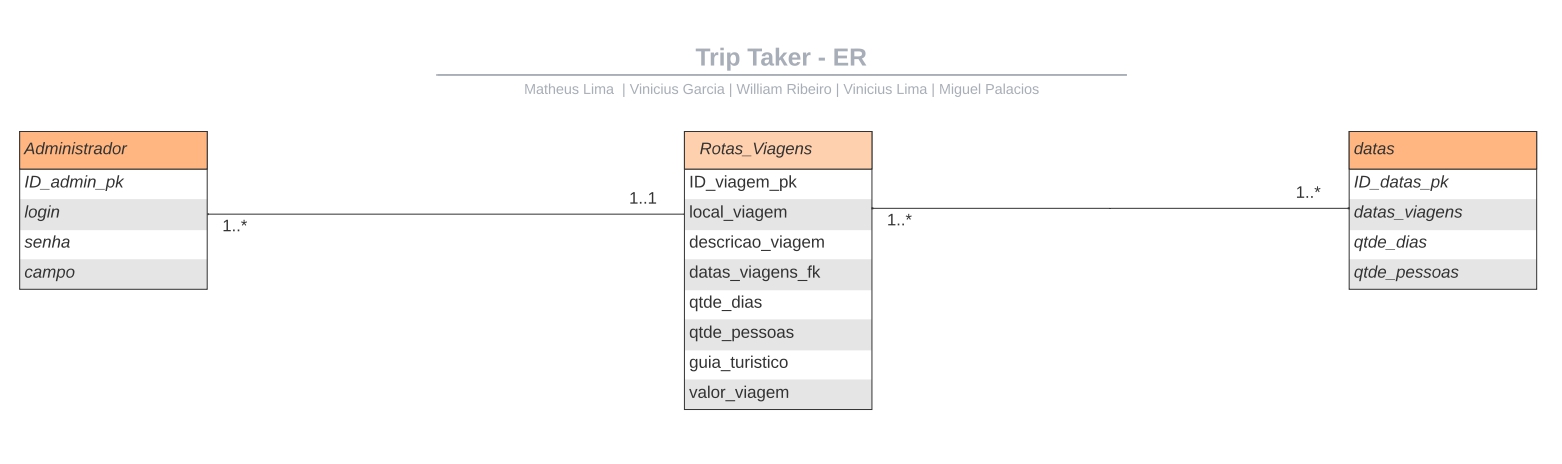 Trip Taker - ER
Matheus Lima  | Vinicius Garcia | William Ribeiro | Vinicius Lima | Miguel Palacios
Administrador
ID_admin_pk
login
senha
campo
1..*
1..1
Rotas_Viagens
ID_viagem_pk
local_viagem
descricao_viagem
datas_viagens_fk
qtde_dias
qtde_pessoas
guia_turistico
valor_viagem
1..*
1..*
datas
ID_datas_pk
datas_viagens
qtde_dias
qtde_pessoas